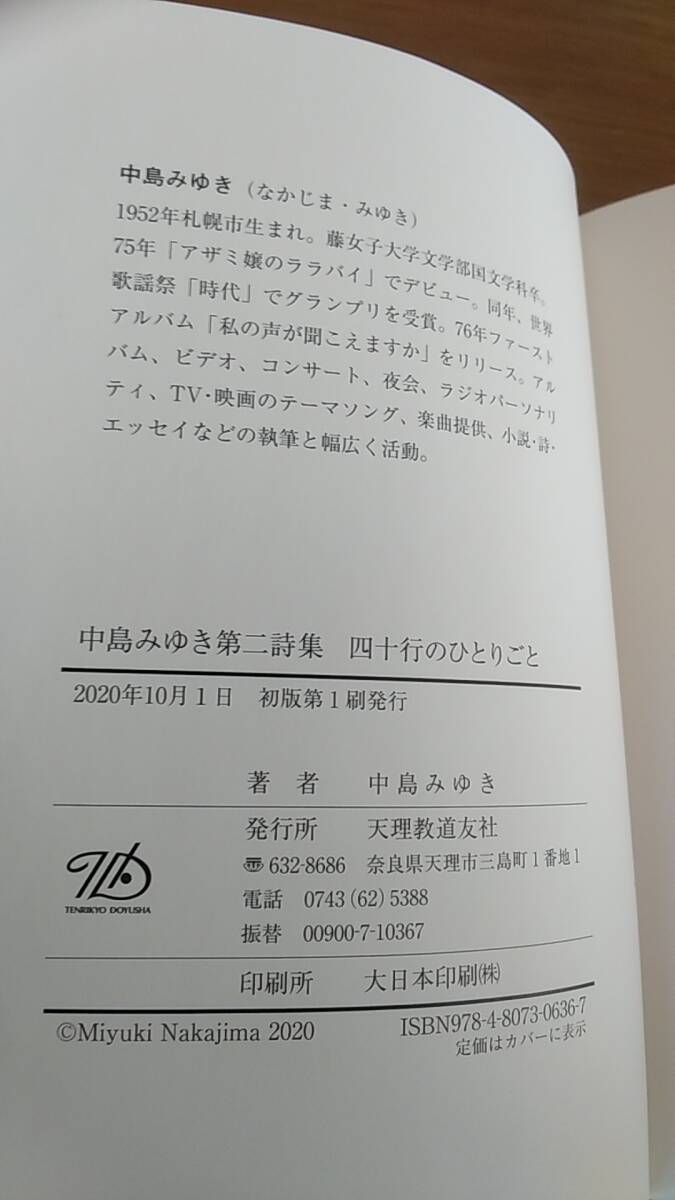 中島みゆき（なかじま・みゆき）
1952年札幌市生まれ。藤女子大学文学部国文学科卒。
75年「アザミ嬢のララバイ」でデビュー。同年、世界
歌謡祭「時代」でグランプリを受賞。76年ファースト
アルバム「私の声が聞こえますか」をリリース。アル
バム、ビデオ、コンサート、夜会、ラジオパーソナリ
ティ、TV・映画のテーマソング、楽曲提供、小説・詩・
エッセイなどの執筆と幅広く活動。
中島みゆき第二詩集　四十行のひとりごと
2020年10月1日　初版第1刷発行
著　者　中島みゆき
発行所　天理教道友社
〠632-8686　奈良県天理市三島町1番地1
電話　0743(62)5388
振替　00900-7-10367
TENRIKYO DOYUSHA
印刷所　大日本印刷㈱
©Miyuki Nakajima 2020
ISBN978-4-8073-0636-7
定価はカバーに表示